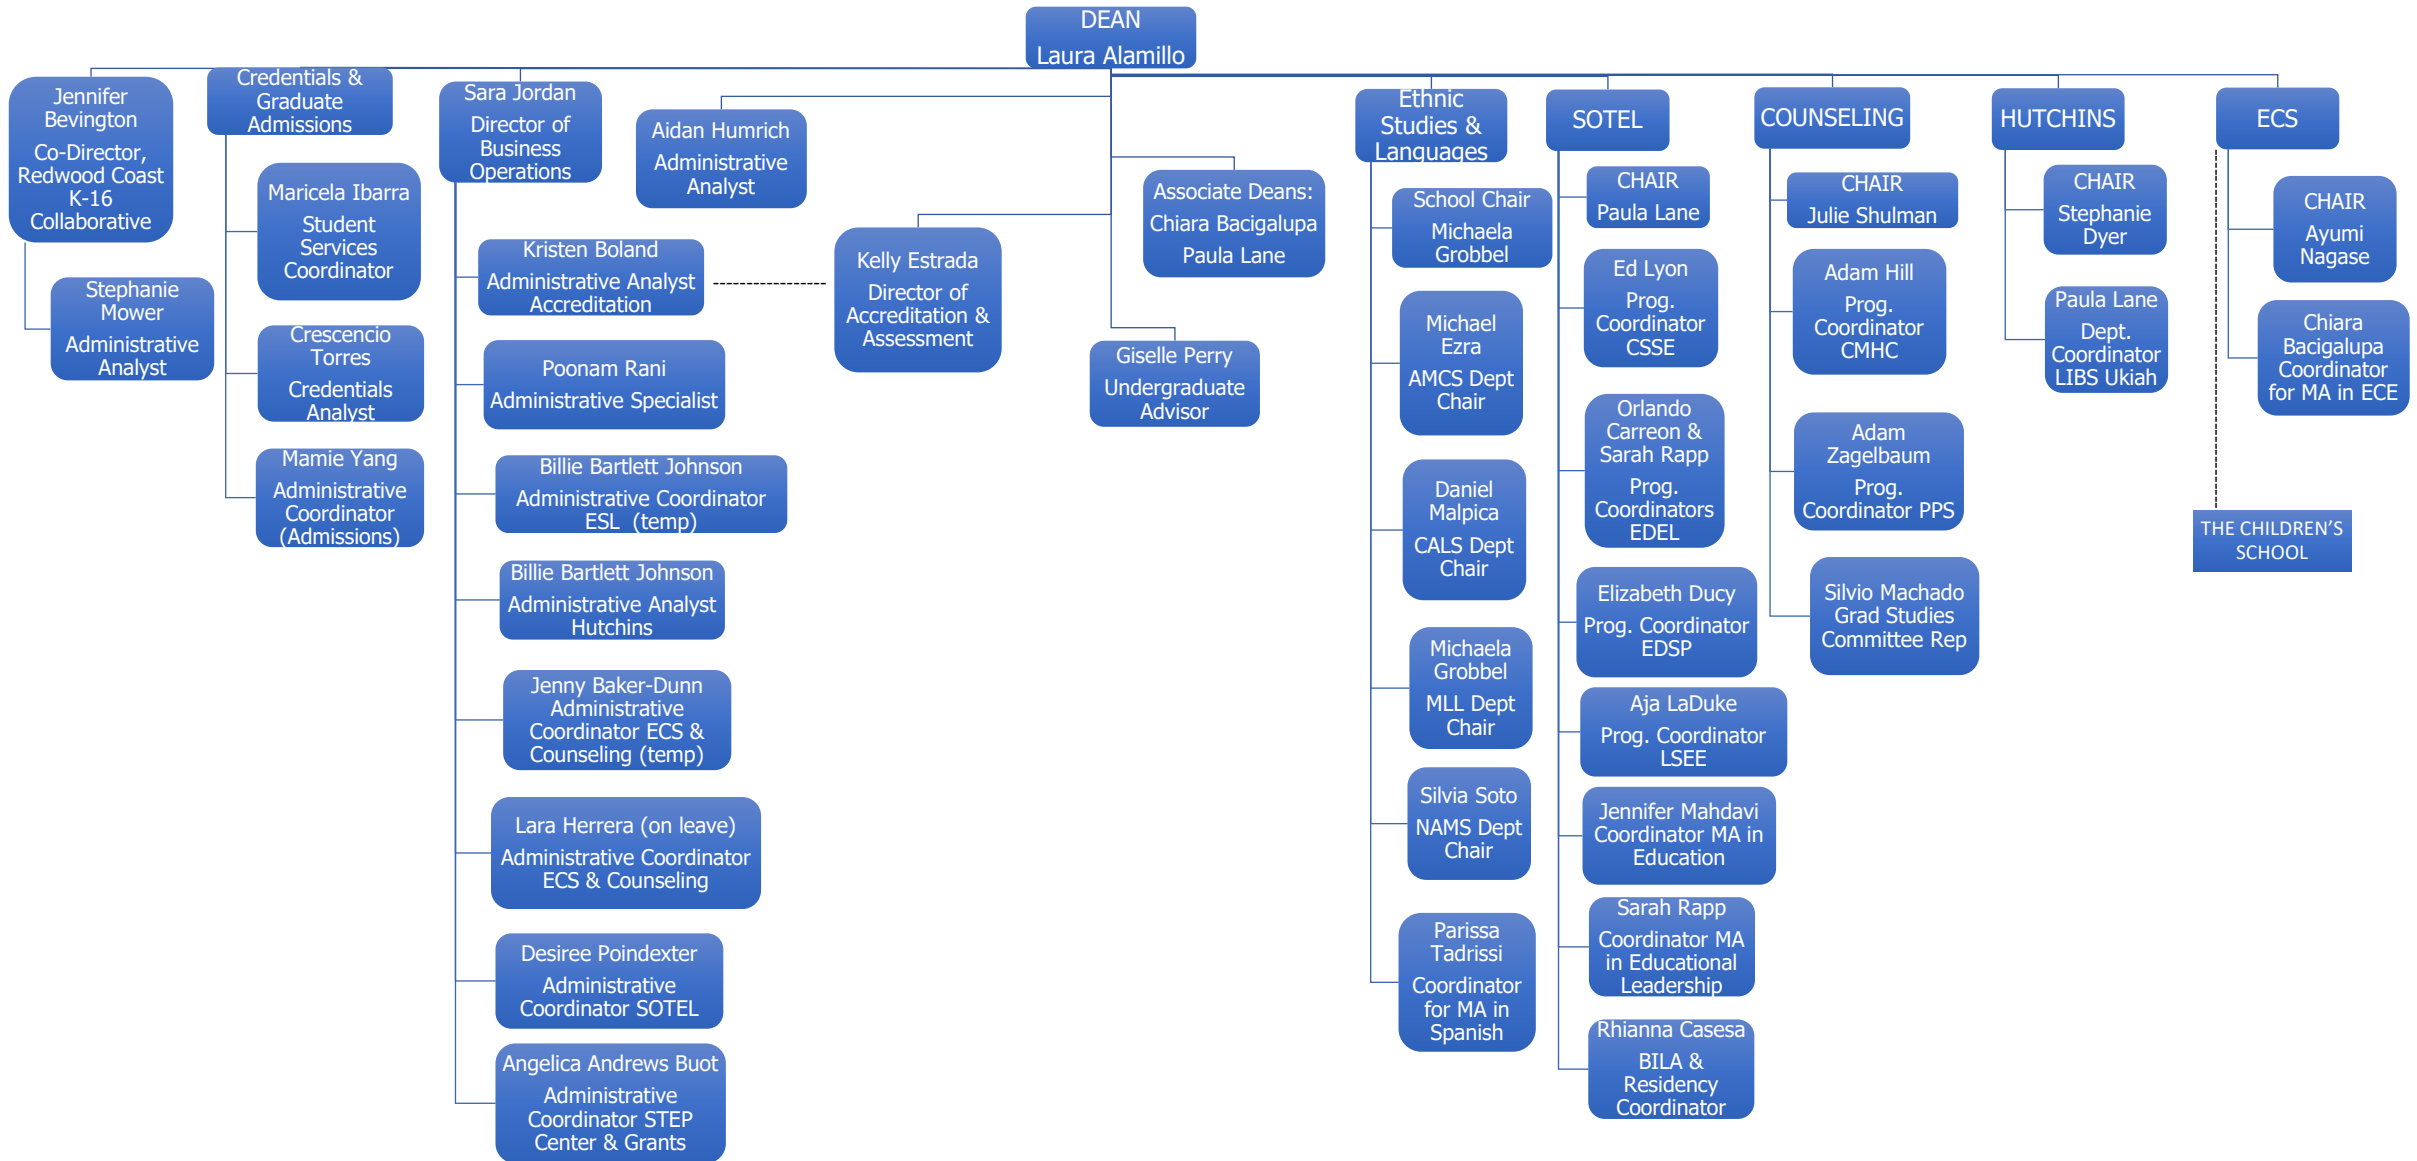 DEAN
Laura Alamillo
Jennifer
Bevington
Co-Director,
Redwood Coast
K-16
Collaborative
Stephanie
Mower
Administrative
Analyst
Credentials &
Graduate
Admissions
Maricela Ibarra
Student
Services
Coordinator
Crescencio
Torres
Credentials
Analyst
Mamie Yang
Administrative
Coordinator
(Admissions)
Sara Jordan
Director of
Business
Operations
Kristen Boland
Administrative Analyst
Accreditation
Poonam Rani
Administrative Specialist
Billie Bartlett Johnson
Administrative Coordinator
ESL (temp)
Billie Bartlett Johnson
Administrative Analyst
Hutchins
Jenny Baker-Dunn
Administrative
Coordinator ECS &
Counseling (temp)
Lara Herrera (on leave)
Administrative Coordinator
ECS & Counseling
Desiree Poindexter
Administrative
Coordinator SOTEL
Angelica Andrews Buot
Administrative
Coordinator STEP
Center & Grants
Aidan Humrich
Administrative
Analyst
Kelly Estrada
Director of
Accreditation &
Assessment
Associate Deans:
Chiara Bacigalupa
Paula Lane
Giselle Perry
Undergraduate
Advisor
Ethnic
Studies &
Languages
School Chair
Michaela
Grobbel
Michael
Ezra
AMCS Dept
Chair
Daniel
Malpica
CALS Dept
Chair
Michaela
Grobbel
MLL Dept
Chair
Silvia Soto
NAMS Dept
Chair
Parissa
Tadrissi
Coordinator
for MA in
Spanish
SOTEL
CHAIR
Paula Lane
Ed Lyon
Prog.
Coordinator
CSSE
Orlando
Carreon &
Sarah Rapp
Prog.
Coordinators
EDEL
Elizabeth Ducy
Prog. Coordinator
EDSP
Aja LaDuke
Prog. Coordinator
LSEE
Jennifer Mahdavi
Coordinator MA in
Education
Sarah Rapp
Coordinator MA
in Educational
Leadership
Rhianna Casesa
BILA &
Residency
Coordinator
COUNSELING
CHAIR
Julie Shulman
Adam Hill
Prog.
Coordinator
CMHC
Adam
Zagelbaum
Prog.
Coordinator PPS
Silvio Machado
Grad Studies
Committee Rep
HUTCHINS
CHAIR
Stephanie
Dyer
Paula Lane
Dept.
Coordinator
LIBS Ukiah
ECS
CHAIR
Ayumi
Nagase
Chiara
Bacigalupa
Coordinator
for MA in ECE
THE CHILDREN'S
SCHOOL